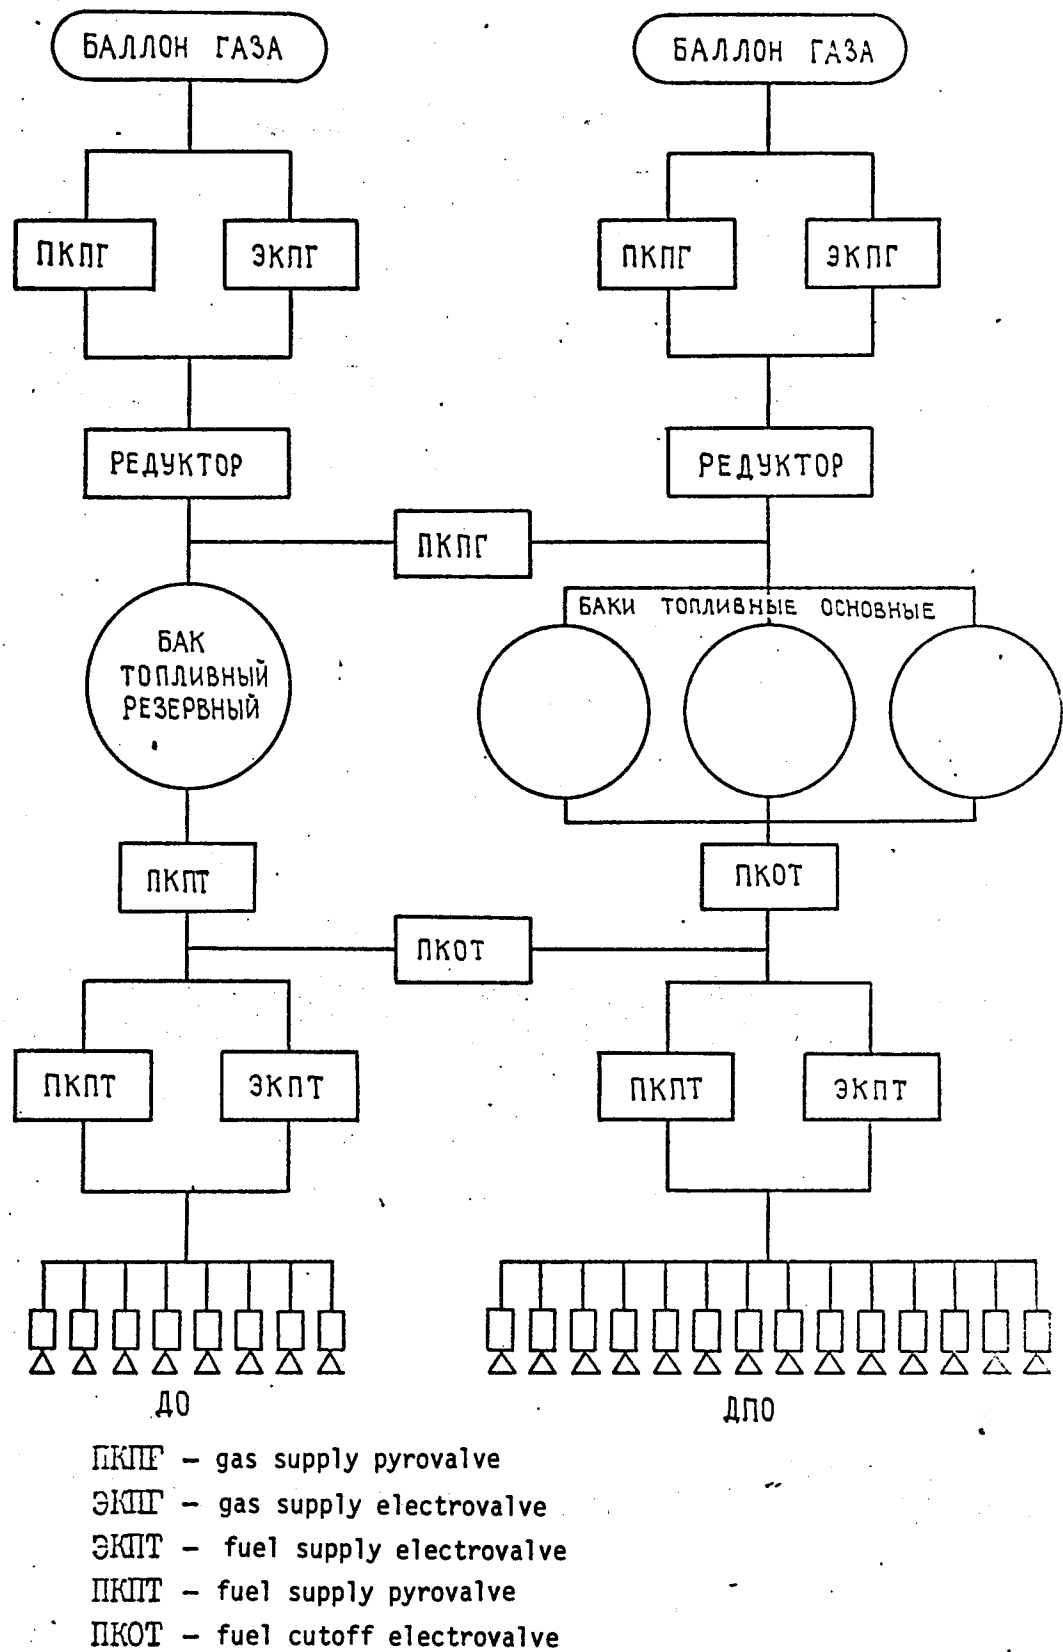 БАЛЛОН ГАЗА
БАЛЛОН ГАЗА
ПКПГ
ЭКПГ
ПКПГ
ЭКПГ
РЕДУКТОР
РЕДУКТОР
ПКПГ
БАКИ ТОПЛИВНЫЕ ОСНОВНЫЕ
БАК
ТОПЛИВНЫЙ
РЕЗЕРВНЫЙ
ПКПТ
ПКОТ
ПКОТ
ПКПТ
ЭКПТ
ПКПТ
ЭКПТ
ДО
ДПО
ПКПГ – gas supply pyrovalve
ЭКПГ – gas supply electrovalve
ЭКПТ – fuel supply electrovalve
ПКПТ – fuel supply pyrovalve
ПКОТ – fuel cutoff electrovalve